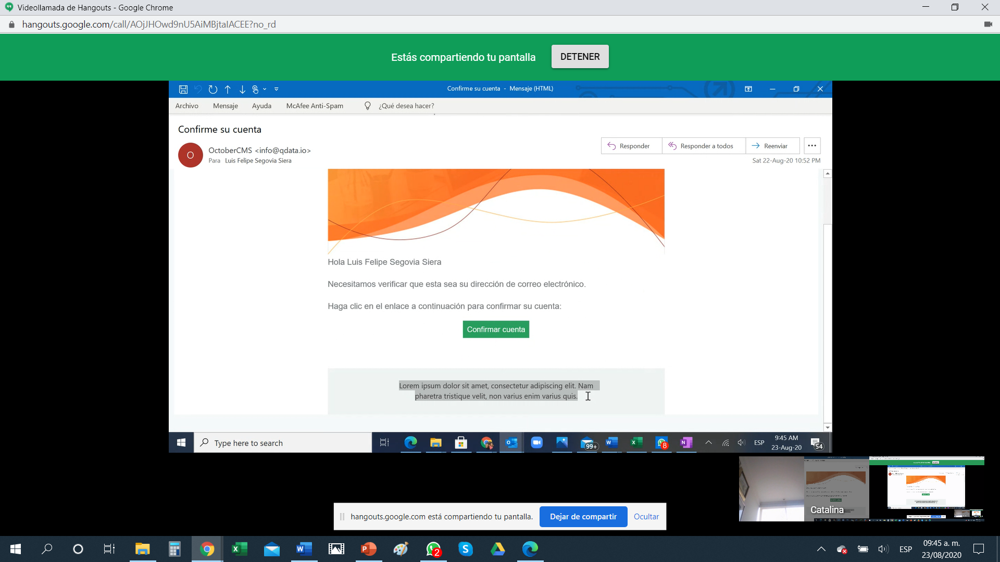 Videollamada de Hangouts - Google Chrome
hangouts.google.com/call/AOjJHOwd9nU5AiMBjtaIACEE?no_rd
Estás compartiendo tu pantalla
DETENER
Confirme su cuenta - Mensaje (HTML)
Archivo Mensaje Ayuda McAfee Anti-Spam ¿Qué desea hacer?
Confirme su cuenta
O
OctoberCMS <info@qdata.io>
Para Luis Felipe Segovia Siera
Responder Responder a todos Reenviar
Sat 22-Aug-20 10:52 PM
Hola Luis Felipe Segovia Siera
Necesitamos verificar que esta sea su dirección de correo electrónico.
Haga clic en el enlace a continuación para confirmar su cuenta:
Confirmar cuenta
Lorem ipsum dolor sit amet, consectetur adipiscing elit. Nam
pharetra tristique velit, non varius enim varius quis.
Type here to search
99+
8
ESP
9:45 AM
23-Aug-20
54
Catalina
hangouts.google.com está compartiendo tu pantalla.
Dejar de compartir
Ocultar
2
ESP
09:45 a. m.
23/08/2020